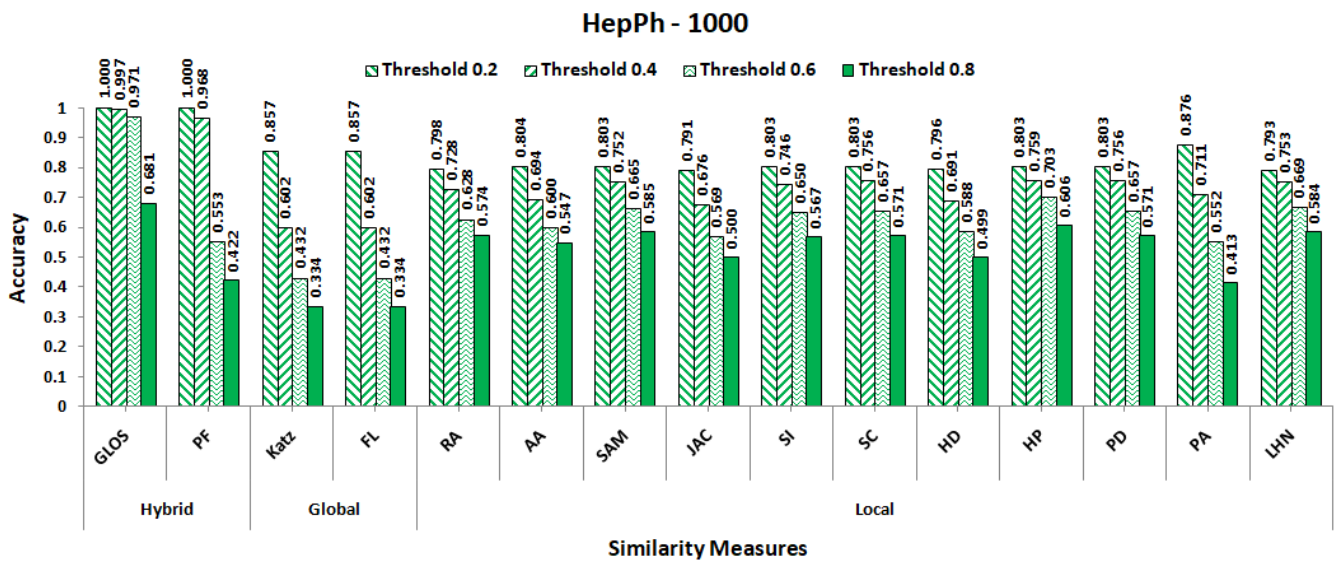 HepPh - 1000
Threshold 0.2 Threshold 0.4 Threshold 0.6 Threshold 0.8
Accuracy
1
0.9
0.8
0.7
0.6
0.5
0.4
0.3
0.2
0.1
0
1.000 0.997 0.971 0.681
1.000 0.968 0.553 0.422
0.857 0.602 0.432 0.334
0.857 0.602 0.432 0.334
0.798 0.728 0.628 0.574
0.804 0.694 0.600 0.547
0.803 0.752 0.665 0.585
0.791 0.676 0.569 0.500
0.803 0.746 0.650 0.567
0.803 0.756 0.657 0.571
0.796 0.691 0.588 0.499
0.803 0.759 0.703 0.606
0.803 0.756 0.657 0.571
0.876 0.711 0.552 0.413
0.793 0.753 0.669 0.584
GLOS PF Katz FL RA AA SAM JAC SI SC HD HP PD PA LHN
Hybrid Global Local
Similarity Measures